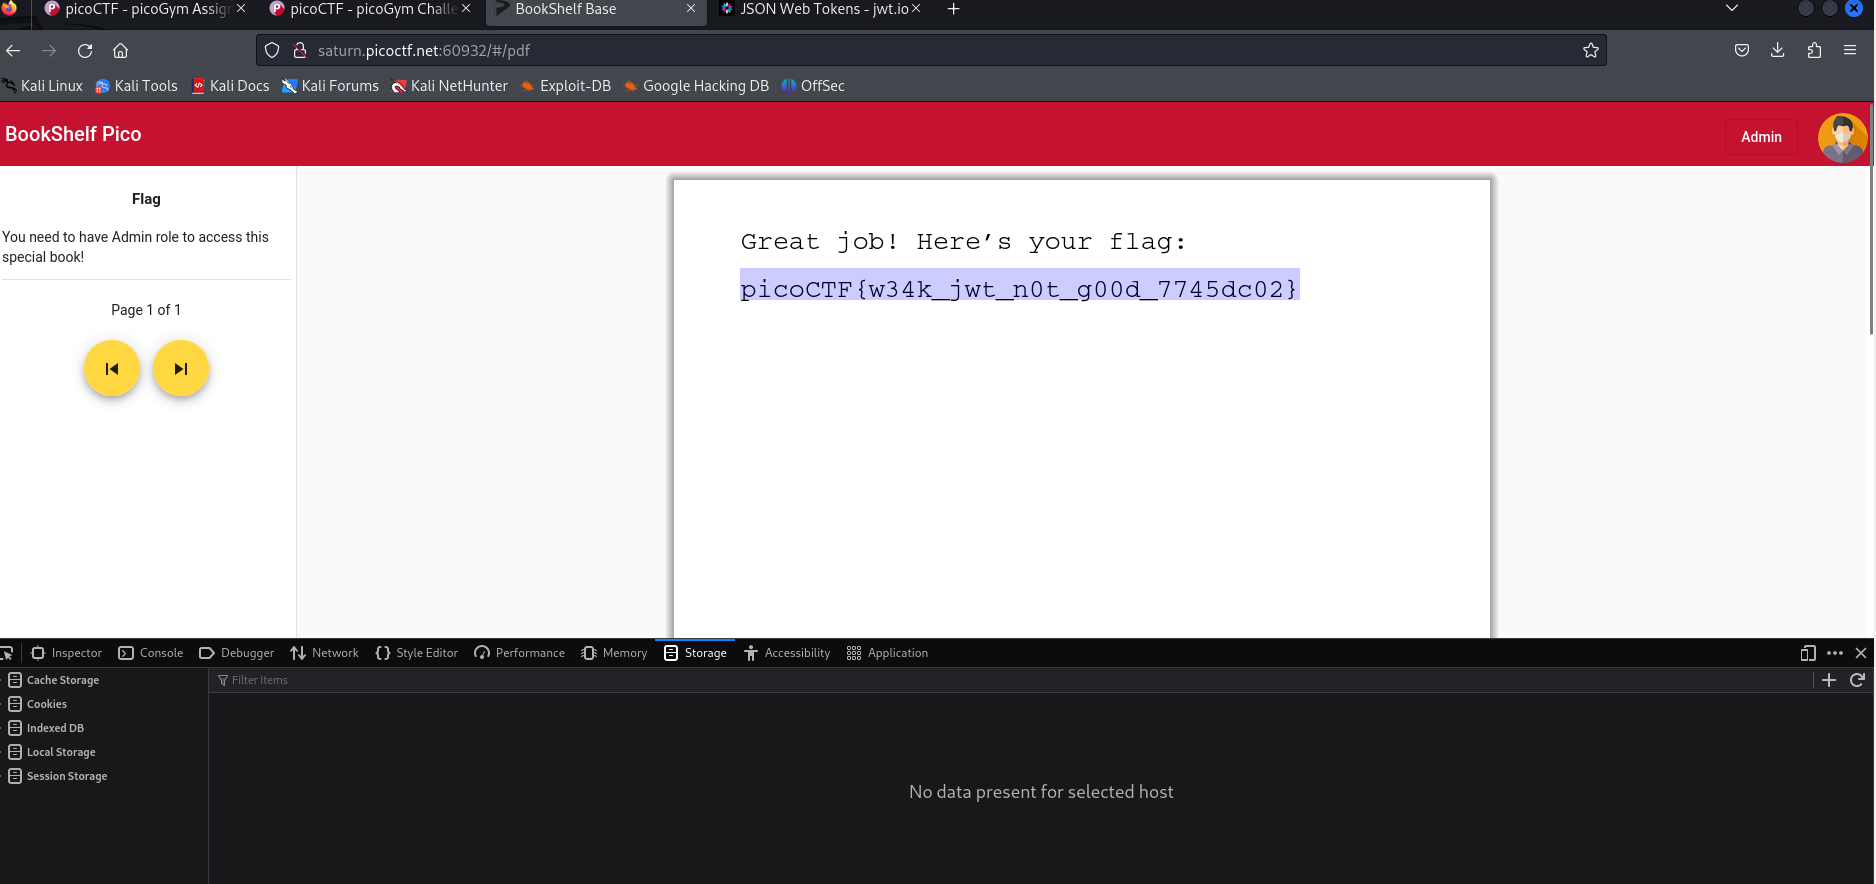 picoCTF - picoGym Assign
picoCTF - picoGym Challe
BookShelf Base
JSON Web Tokens - jwt.io
saturn.picoctf.net:60932/#/pdf
Kali Linux
Kali Tools
Kali Docs
Kali Forums
Kali NetHunter
Exploit-DB
Google Hacking DB
OffSec
BookShelf Pico
Admin
Flag
You need to have Admin role to access this
special book!
Page 1 of 1
Great job! Here’s your flag:
picoCTF{w34k_jwt_n0t_g00d_7745dc02}
Inspector
Console
Debugger
Network
Style Editor
Performance
Memory
Storage
Accessibility
Application
Cache Storage
Cookies
Indexed DB
Local Storage
Session Storage
Filter Items
No data present for selected host